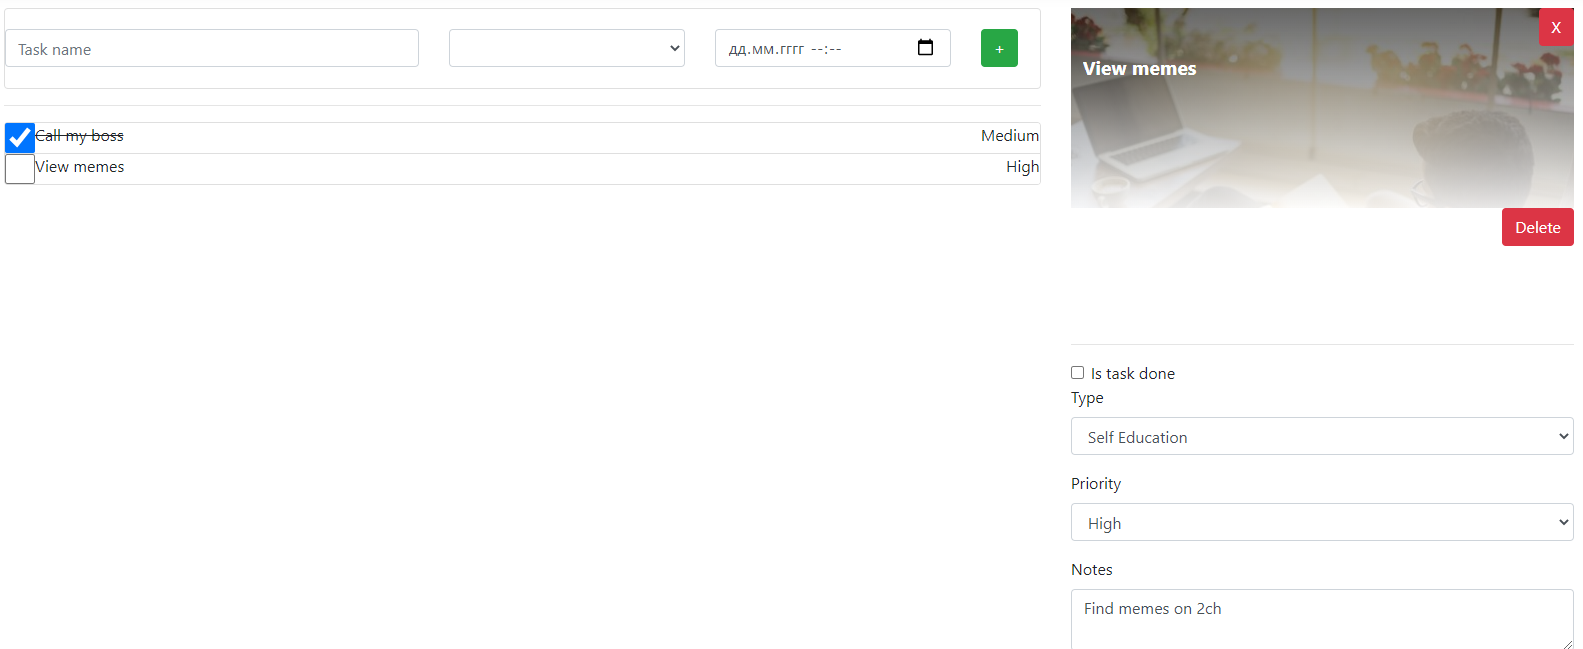 Task name
дд.мм.гггг --:--
+
Call my boss
Medium
View memes
High
X
View memes
Delete
Is task done
Type
Self Education
Priority
High
Notes
Find memes on 2ch